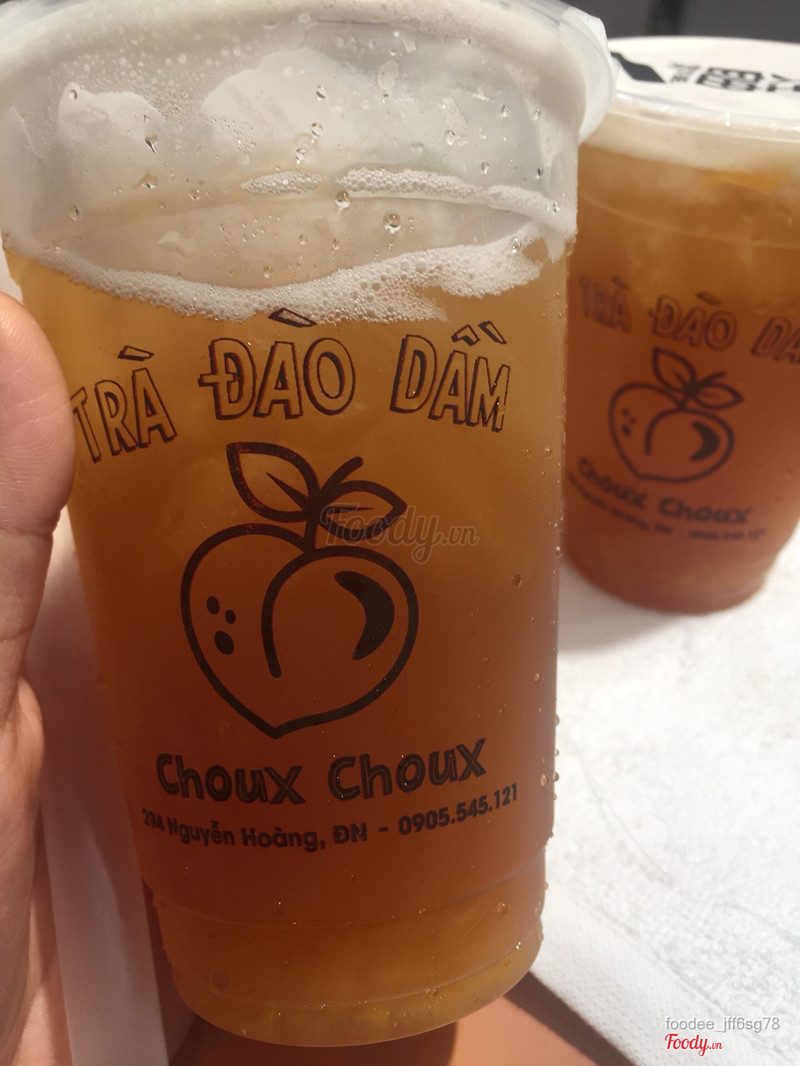 TRÀ ĐÀO DẦM
Foody.vn
Choux Choux
294 Nguyễn Hoàng, ĐN - 0905.545.121
TRÀ ĐÀO
Choux Choux
foodee_jff6sg78
Foody.vn